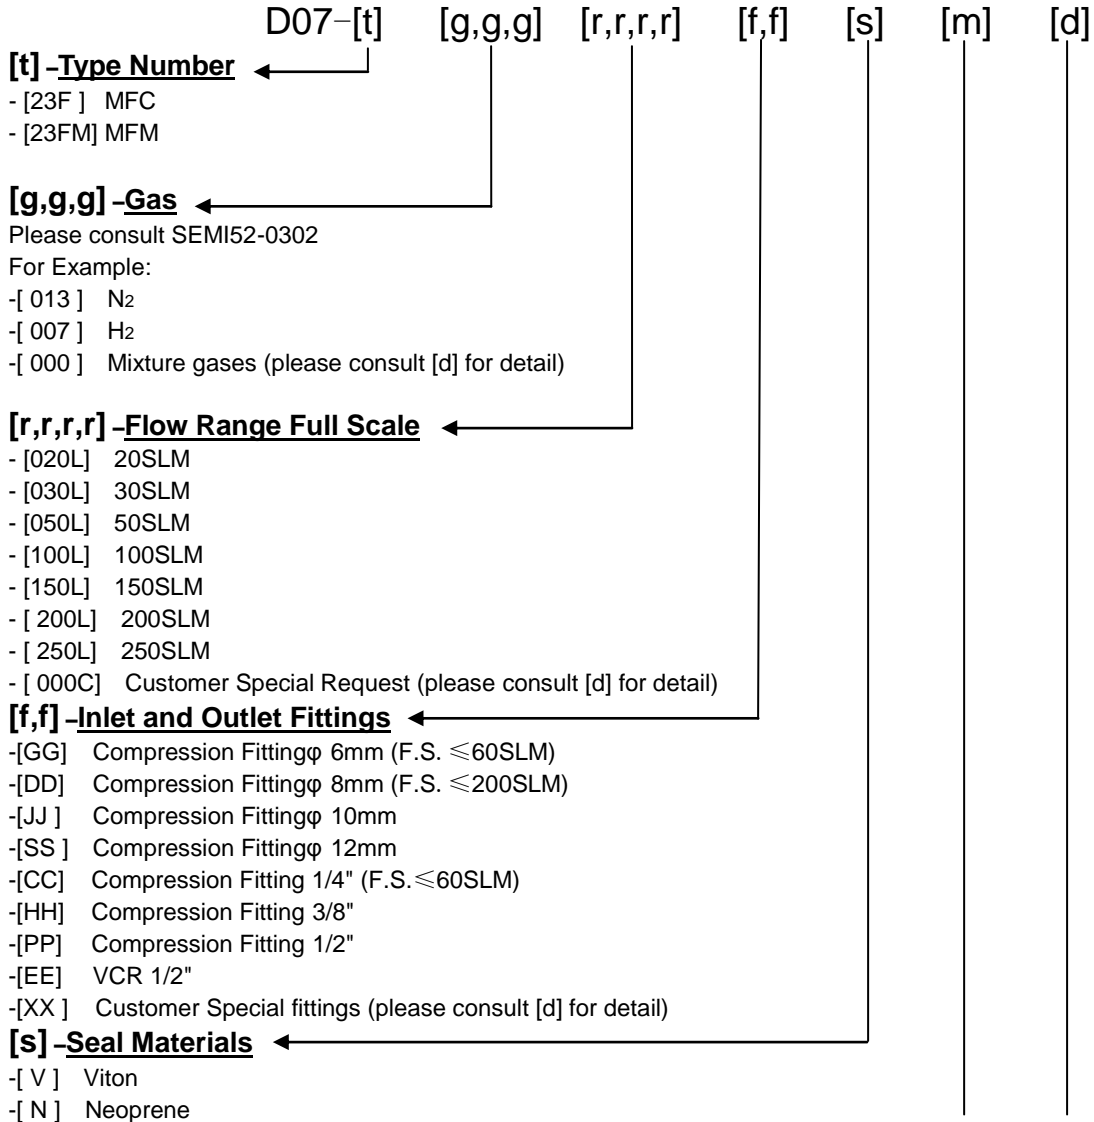 D07-[t] [g,g,g] [r,r,r,r] [f,f] [s] [m] [d]
[t] –Type Number
- [23F ] MFC
- [23FM] MFM
[g,g,g] –Gas
Please consult SEMI52-0302
For Example:
-[ 013 ] N2
-[ 007 ] H2
-[ 000 ] Mixture gases (please consult [d] for detail)
[r,r,r,r] –Flow Range Full Scale
- [020L] 20SLM
- [030L] 30SLM
- [050L] 50SLM
- [100L] 100SLM
- [150L] 150SLM
- [ 200L] 200SLM
- [ 250L] 250SLM
- [ 000C] Customer Special Request (please consult [d] for detail)
[f,f] –Inlet and Outlet Fittings
-[GG] Compression Fittingφ 6mm (F.S. ≤60SLM)
-[DD] Compression Fittingφ 8mm (F.S. ≤200SLM)
-[JJ ] Compression Fittingφ 10mm
-[SS ] Compression Fittingφ 12mm
-[CC] Compression Fitting 1/4" (F.S.≤60SLM)
-[HH] Compression Fitting 3/8"
-[PP] Compression Fitting 1/2"
-[EE] VCR 1/2"
-[XX ] Customer Special fittings (please consult [d] for detail)
[s] –Seal Materials
-[ V ] Viton
-[ N ] Neoprene